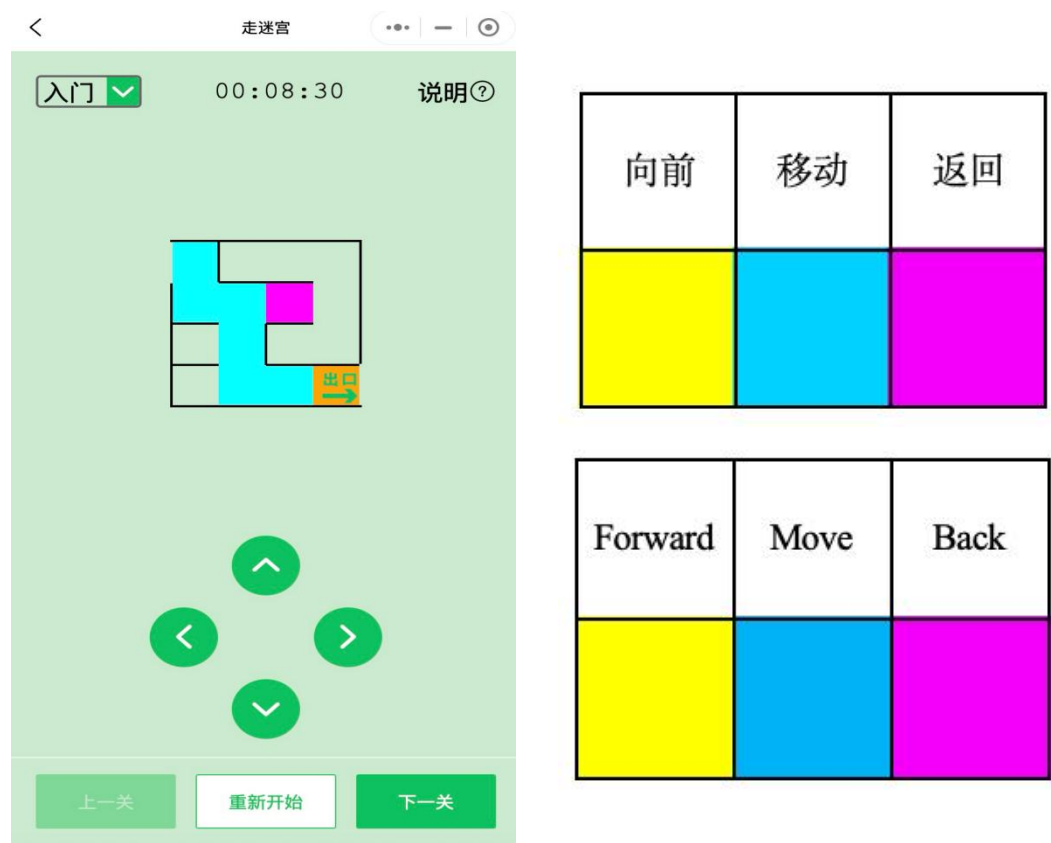 走迷宫
入门 00:08:30 说明?
出口
上一关 重新开始 下一关
向前 移动 返回
Forward Move Back